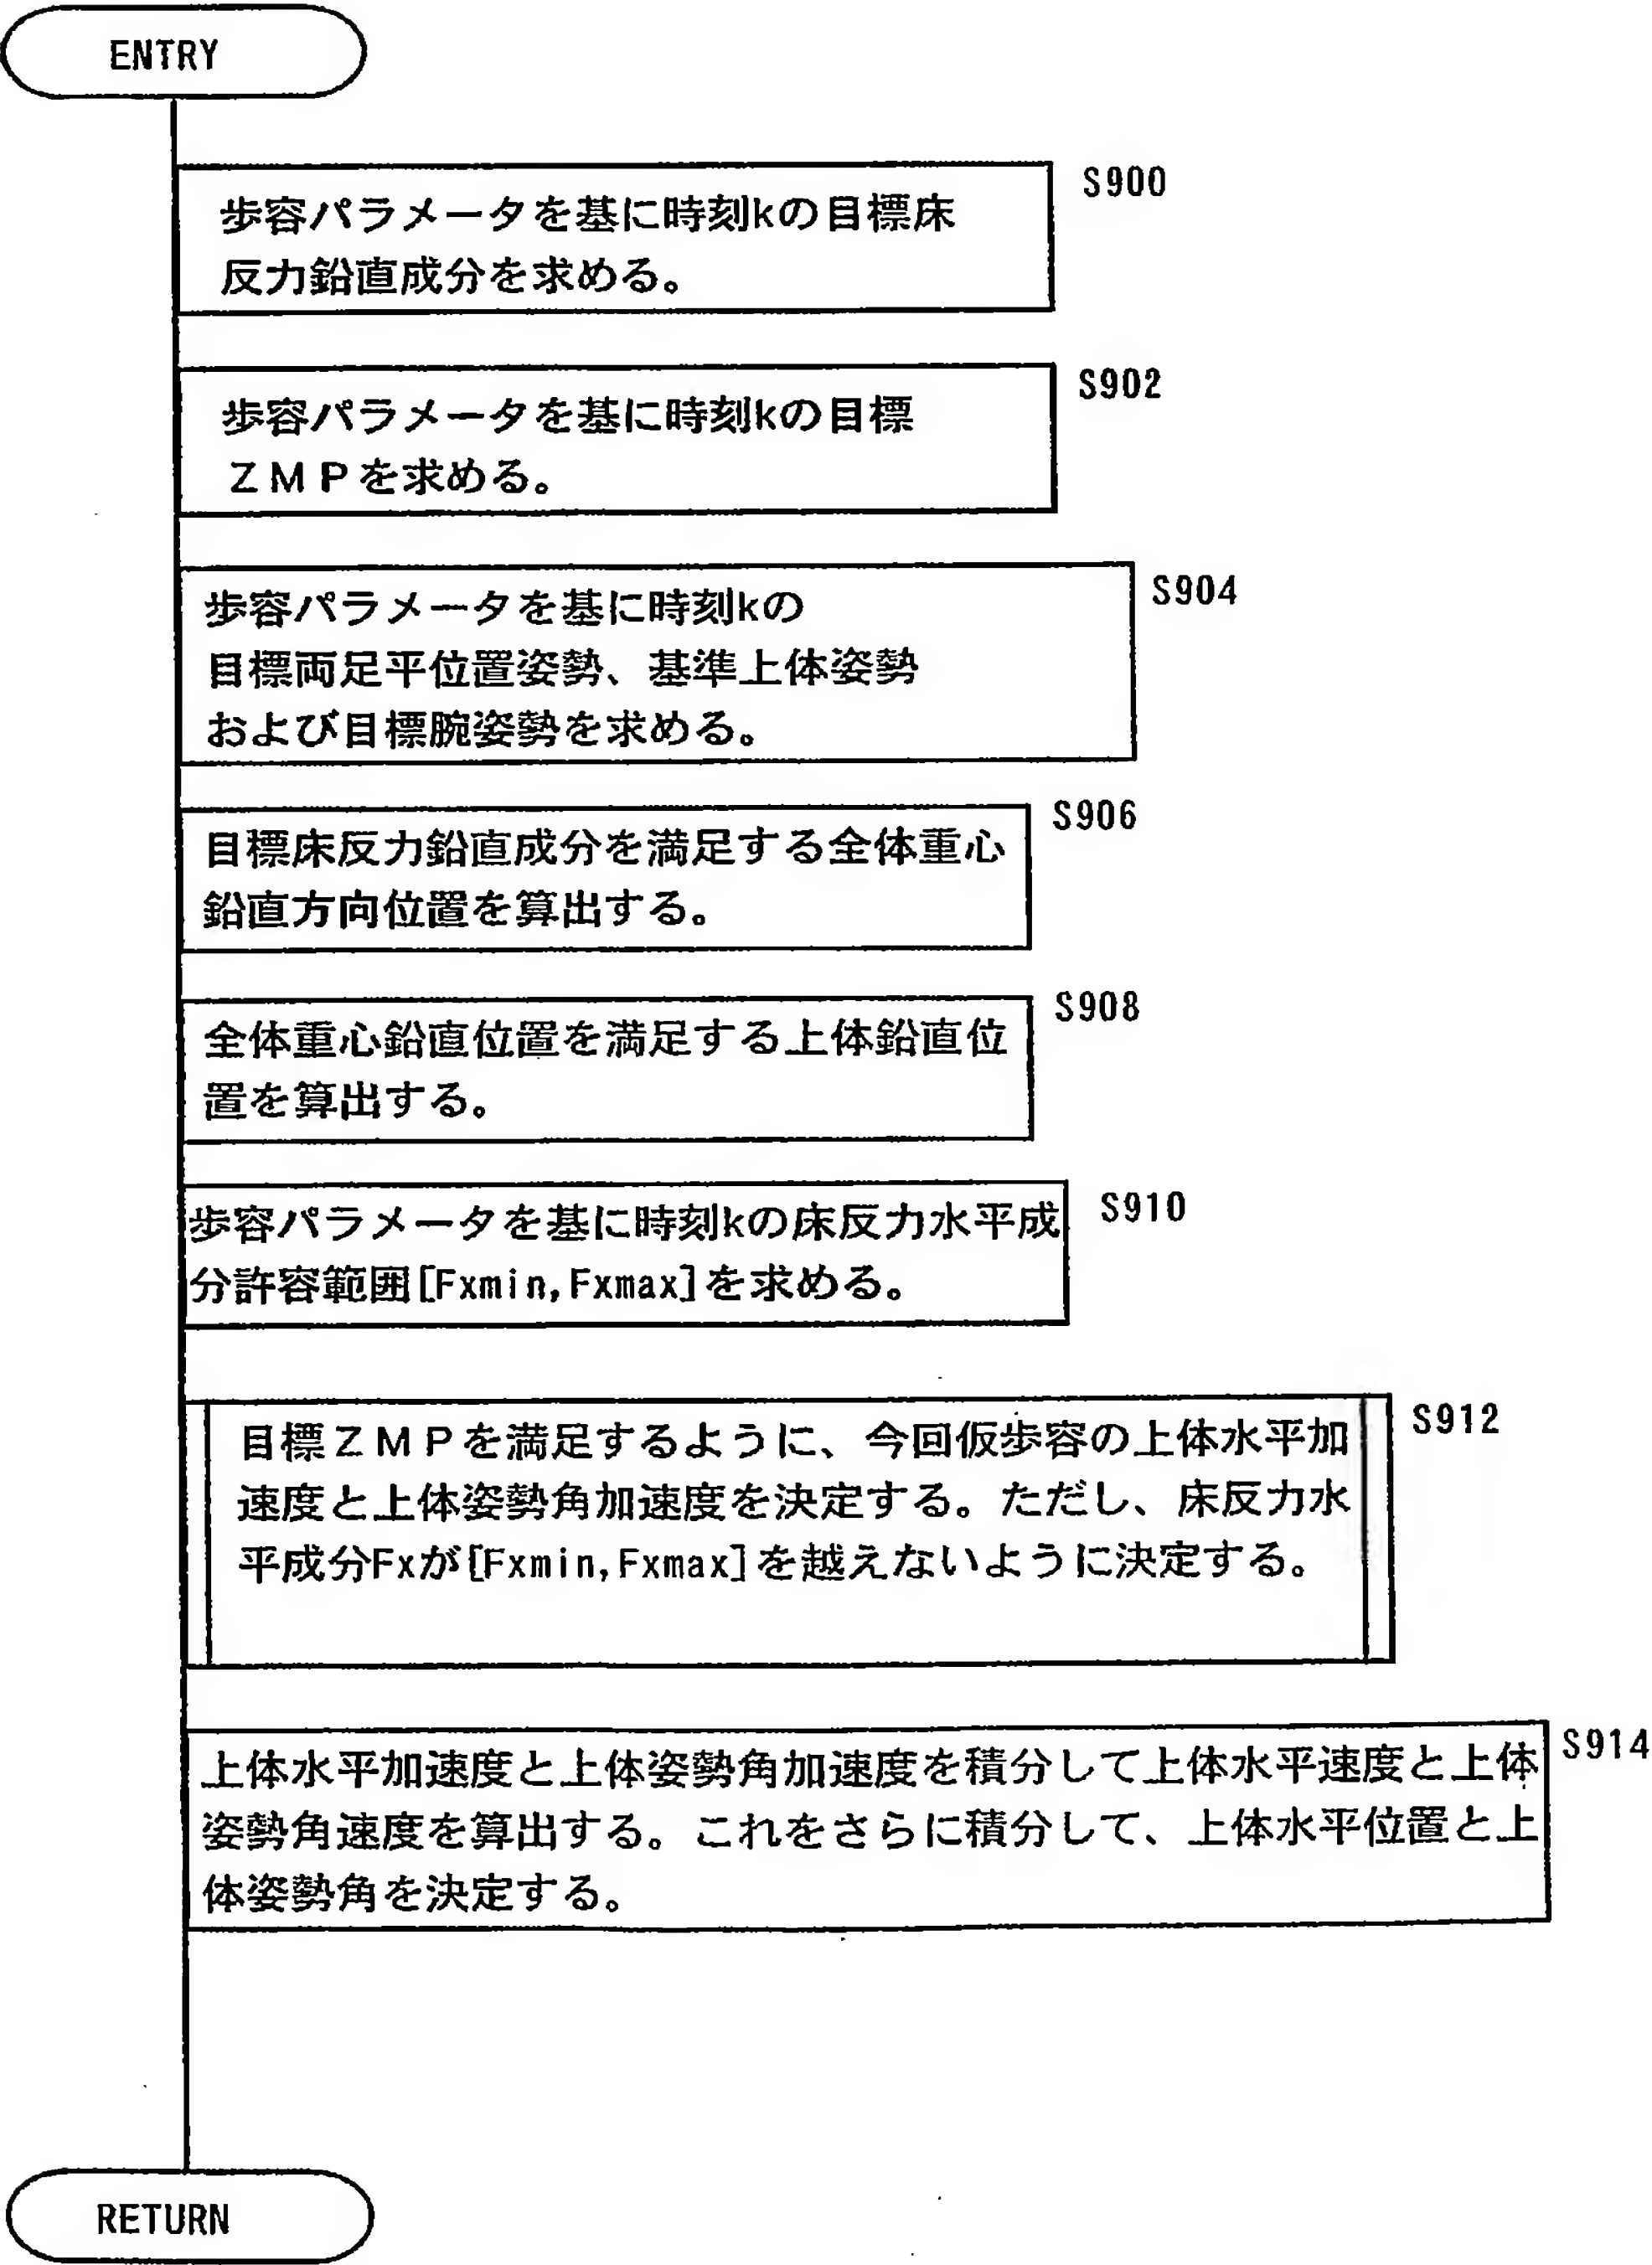 ENTRY
S900
歩容パラメータを基に時刻kの目標床
反力鉛直成分を求める。
S902
歩容パラメータを基に時刻kの目標
ZMPを求める。
S904
歩容パラメータを基に時刻kの
目標両足平位置姿勢、基準上体姿勢
および目標腕姿勢を求める。
S906
目標床反力鉛直成分を満足する全体重心
鉛直方向位置を算出する。
S908
全体重心鉛直位置を満足する上体鉛直位
置を算出する。
S910
歩容パラメータを基に時刻kの床反力水平成
分許容範囲[Fxmin,Fxmax]を求める。
S912
目標ZMPを満足するように、今回仮歩容の上体水平加
速度と上体姿勢角加速度を決定する。ただし、床反力水
平成分Fxが[Fxmin,Fxmax]を越えないように決定する。
S914
上体水平加速度と上体姿勢角加速度を積分して上体水平速度と上体
姿勢角速度を算出する。これをさらに積分して、上体水平位置と上
体姿勢角を決定する。
RETURN